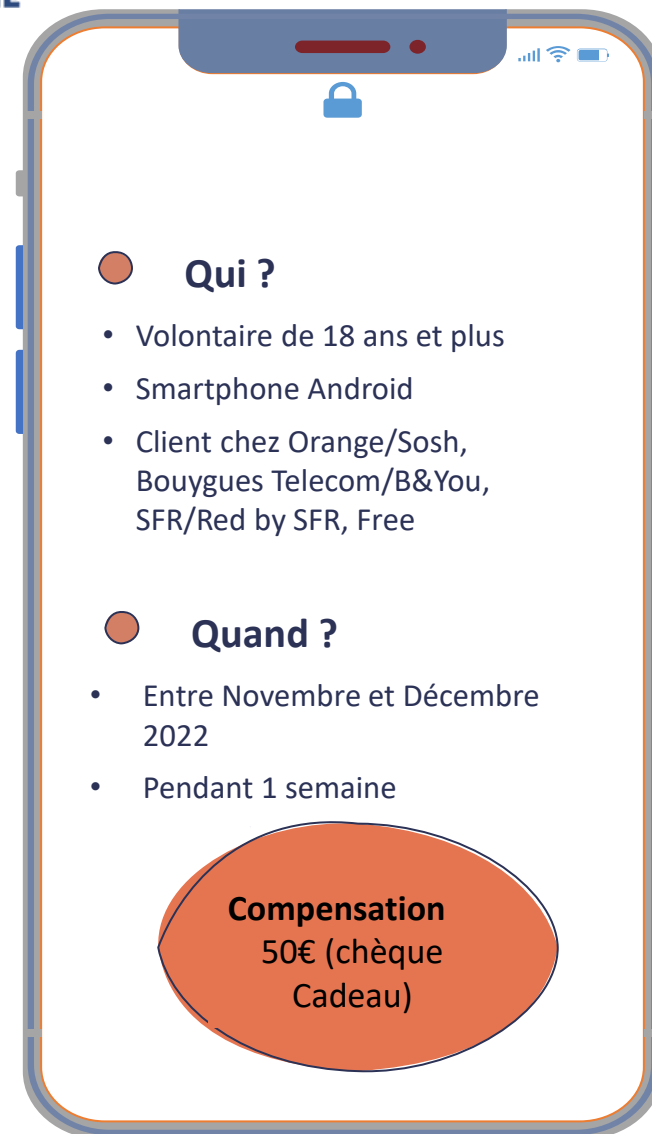 Qui ?
• Volontaire de 18 ans et plus
• Smartphone Android
• Client chez Orange/Sosh,
Bouygues Telecom/B&You,
SFR/Red by SFR, Free
Quand ?
• Entre Novembre et Décembre
2022
• Pendant 1 semaine
Compensation
50€ (chèque
Cadeau)